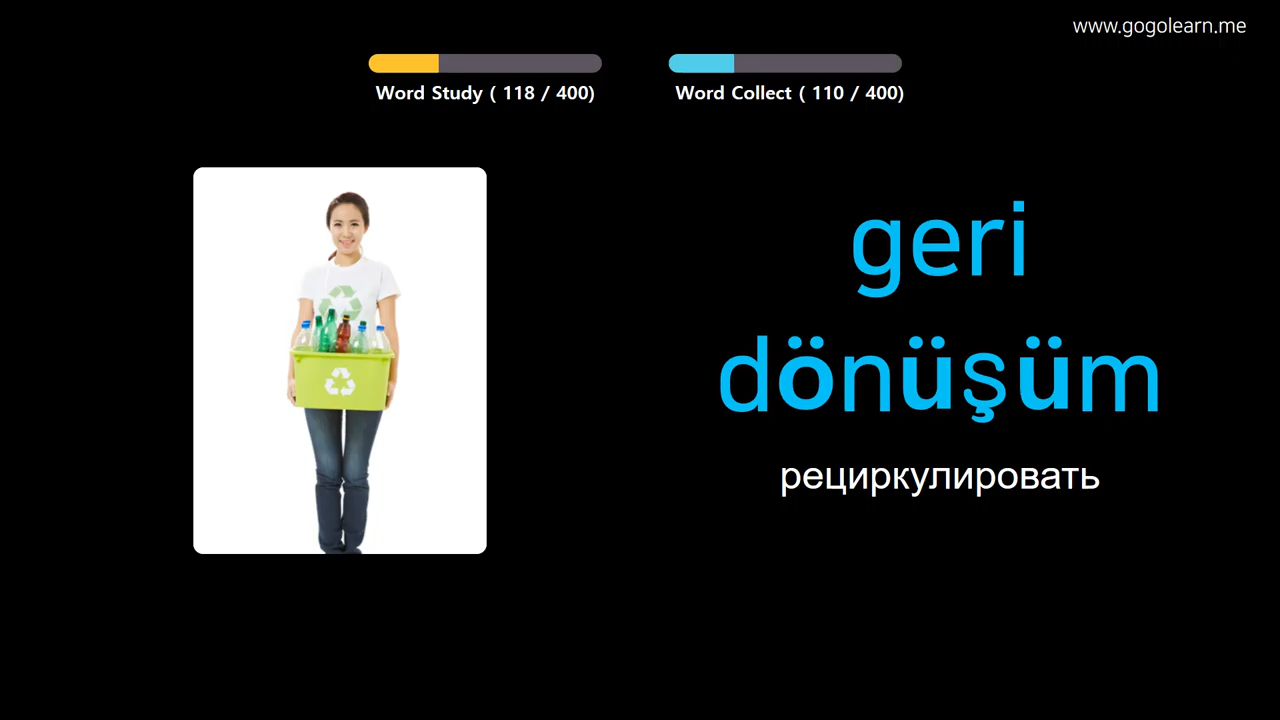 www.gogolearn.me
Word Study ( 118 / 400)
Word Collect ( 110 / 400)
geri
dönüşüm
рециркулировать